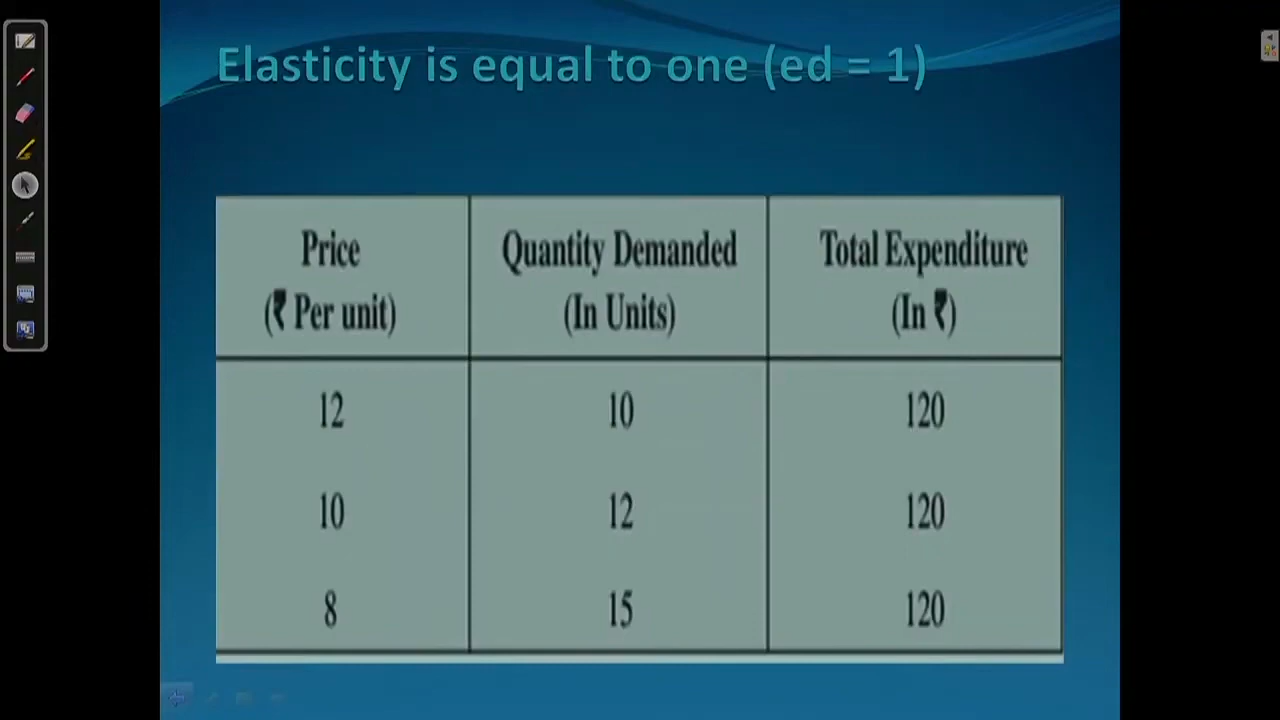 Elasticity is equal to one (ed = 1)
Price Quantity Demanded Total Expenditure
(₹ Per unit) (In Units) (In ₹)
12 10 120
10 12 120
8 15 120